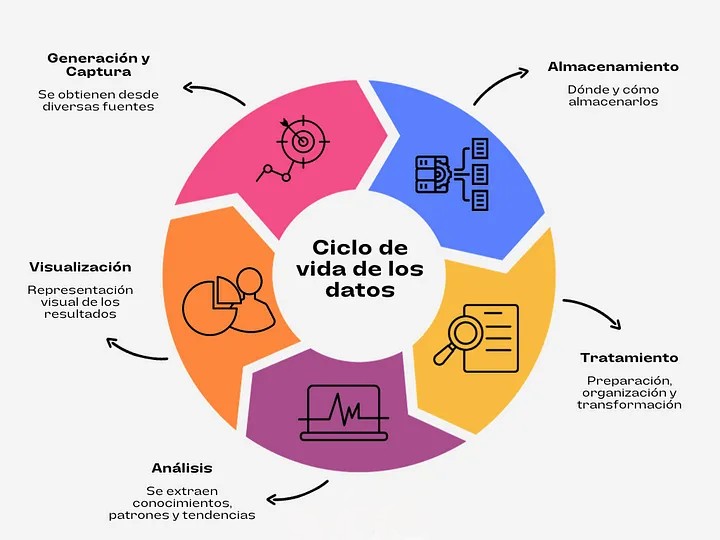 Generación y
Captura
Se obtienen desde
diversas fuentes
Almacenamiento
Dónde y cómo
almacenarlos
Ciclo de
vida de los
datos
Visualización
Representación
visual de los
resultados
Tratamiento
Preparación,
organización y
transformación
Análisis
Se extraen
conocimientos,
patrones y tendencias